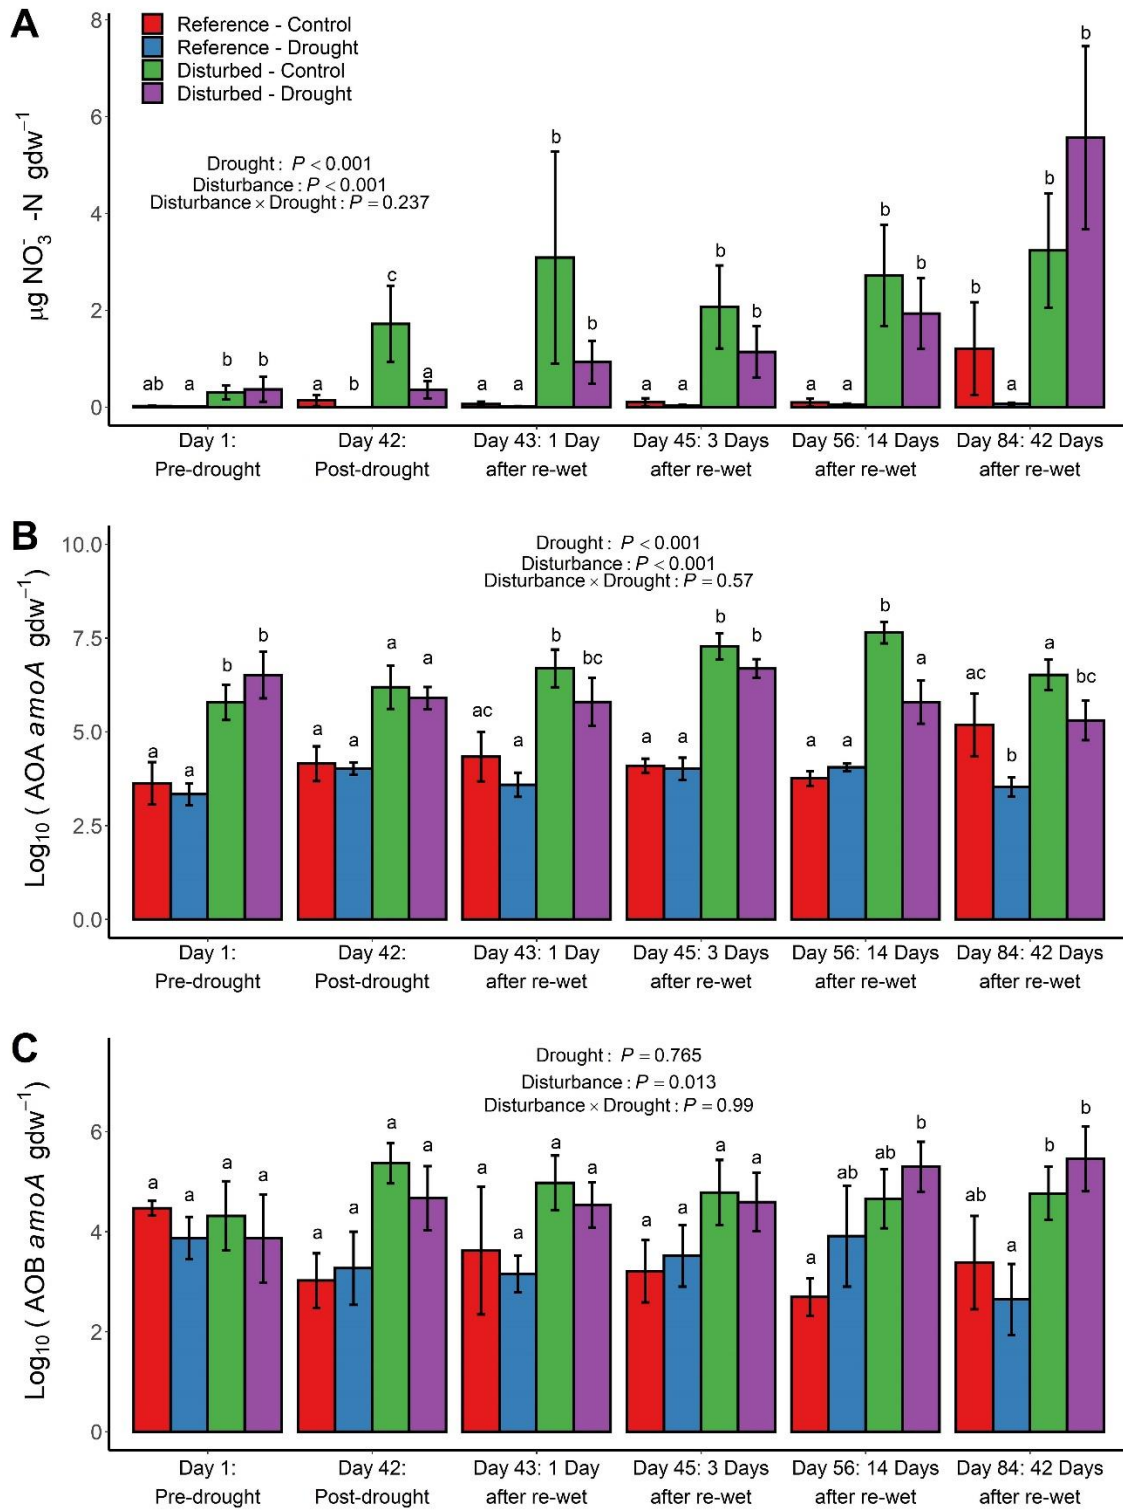 A
Reference - Control
Reference - Drought
Disturbed - Control
Disturbed - Drought
Drought : P < 0.001
Disturbance : P < 0.001
Disturbance × Drought : P = 0.237
µg NO₃⁻ -N gdw⁻¹
8
6
4
2
0
ab a b b
a b c a
a a b b
a a b b
a a b b
b a b b
Day 1: Day 42: Day 43: 1 Day Day 45: 3 Days Day 56: 14 Days Day 84: 42 Days
Pre-drought Post-drought after re-wet after re-wet after re-wet after re-wet
B
Drought : P < 0.001
Disturbance : P < 0.001
Disturbance × Drought : P = 0.57
Log₁₀ ( AOA amoA gdw⁻¹)
10.0
7.5
5.0
2.5
0.0
a a b b
a a a a
ac a b bc
a a b b
a a b a
ac b a bc
Day 1: Day 42: Day 43: 1 Day Day 45: 3 Days Day 56: 14 Days Day 84: 42 Days
Pre-drought Post-drought after re-wet after re-wet after re-wet after re-wet
C
Drought : P = 0.765
Disturbance : P = 0.013
Disturbance × Drought : P = 0.99
Log₁₀ ( AOB amoA gdw⁻¹)
6
4
2
0
a a a a
a a a a
a a a a
a a a a
a ab ab b
ab a b b
Day 1: Day 42: Day 43: 1 Day Day 45: 3 Days Day 56: 14 Days Day 84: 42 Days
Pre-drought Post-drought after re-wet after re-wet after re-wet after re-wet